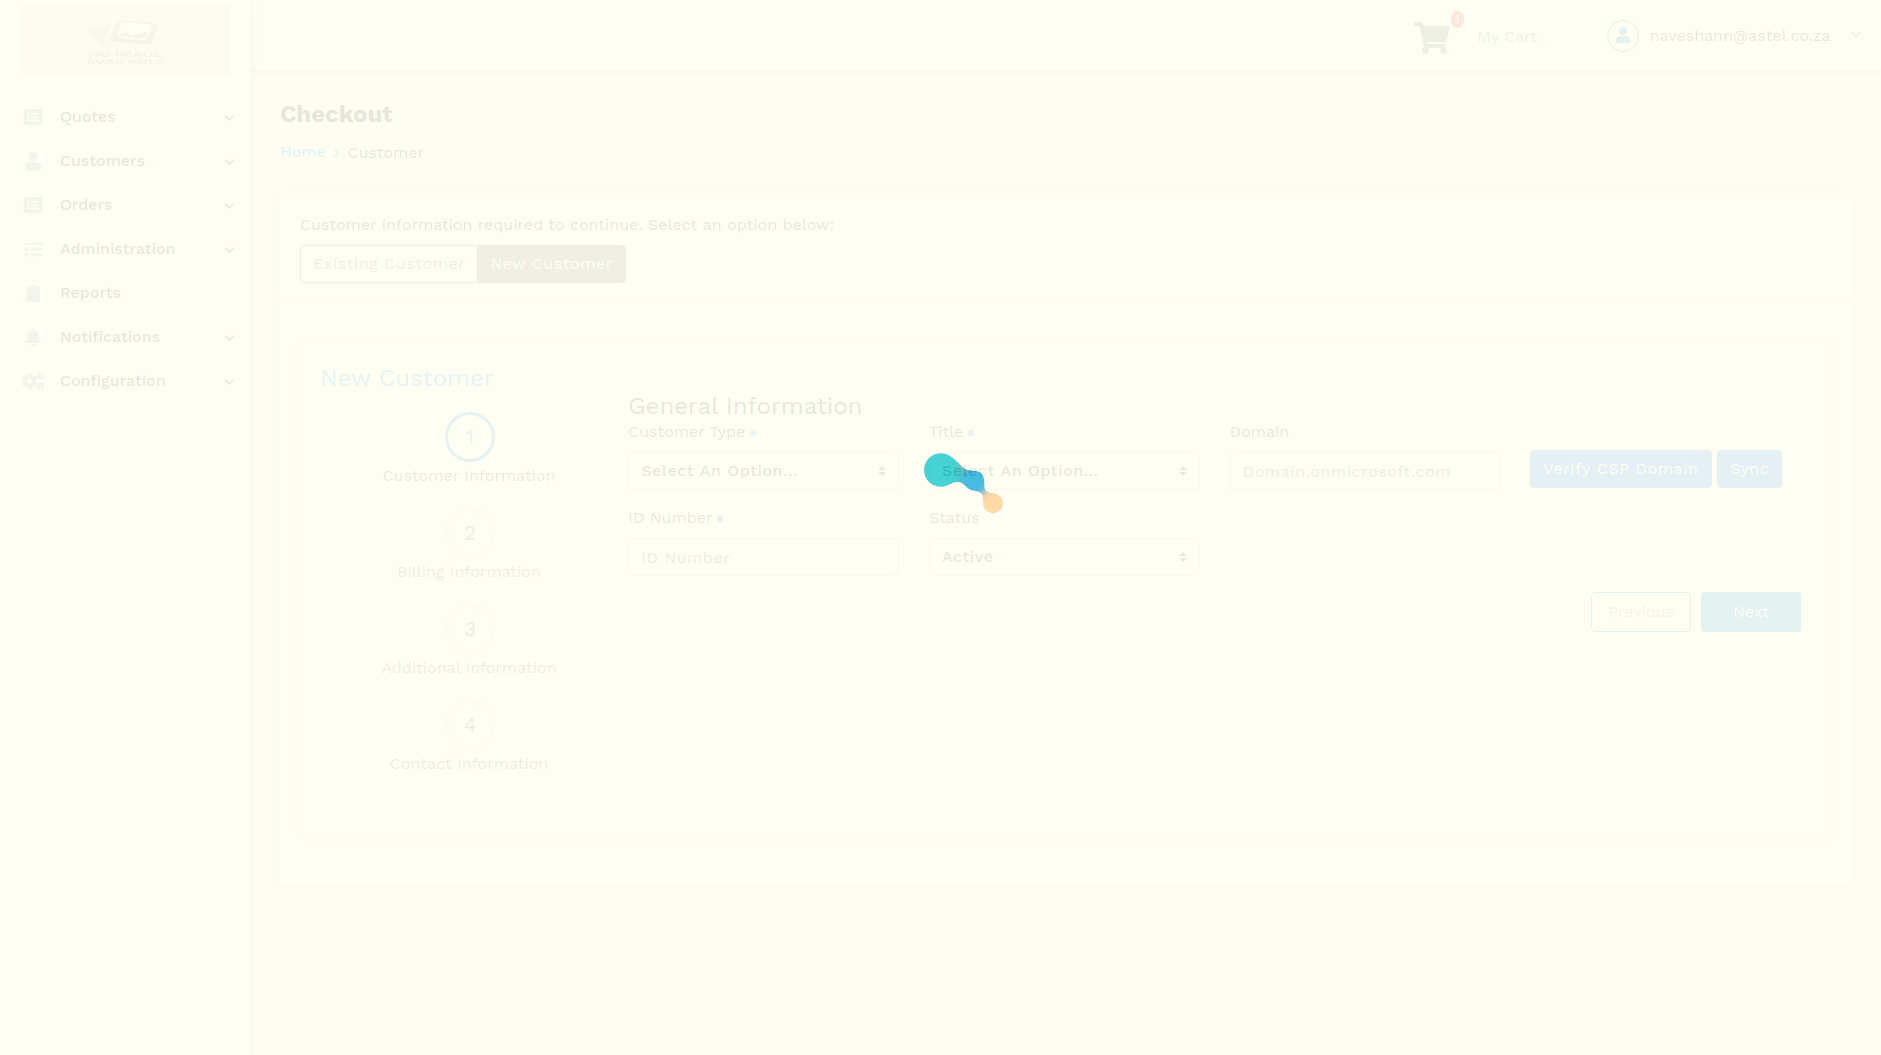 NO IMAGE
AVAILABLE
1
My Cart
naveshann@astel.co.za
Quotes
Customers
Orders
Administration
Reports
Notifications
Configuration
Checkout
Home > Customer
Customer information required to continue. Select an option below:
Existing Customer
New Customer
New Customer
1
Customer Information
2
Billing Information
3
Additional Information
4
Contact Information
General Information
Customer Type
Title
Domain
Select An Option...
Select An Option...
Domain.onmicrosoft.com
Verify CSP Domain
Sync
ID Number
Status
ID Number
Active
Previous
Next